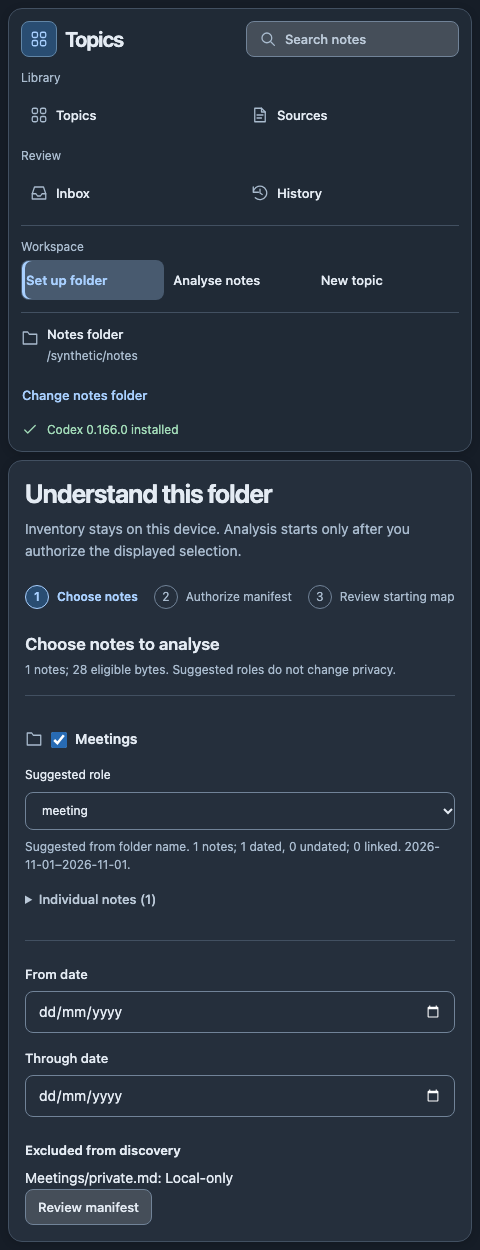 Topics
Search notes
Library
Topics
Sources
Review
Inbox
History
Workspace
Set up folder
Analyse notes
New topic
Notes folder
/synthetic/notes
Change notes folder
Codex 0.166.0 installed
Understand this folder
Inventory stays on this device. Analysis starts only after you
authorize the displayed selection.
1 Choose notes
2 Authorize manifest
3 Review starting map
Choose notes to analyse
1 notes; 28 eligible bytes. Suggested roles do not change privacy.
Meetings
Suggested role
meeting
Suggested from folder name. 1 notes; 1 dated, 0 undated; 0 linked. 2026-
11-01–2026-11-01.
Individual notes (1)
From date
dd/mm/yyyy
Through date
dd/mm/yyyy
Excluded from discovery
Meetings/private.md: Local-only
Review manifest